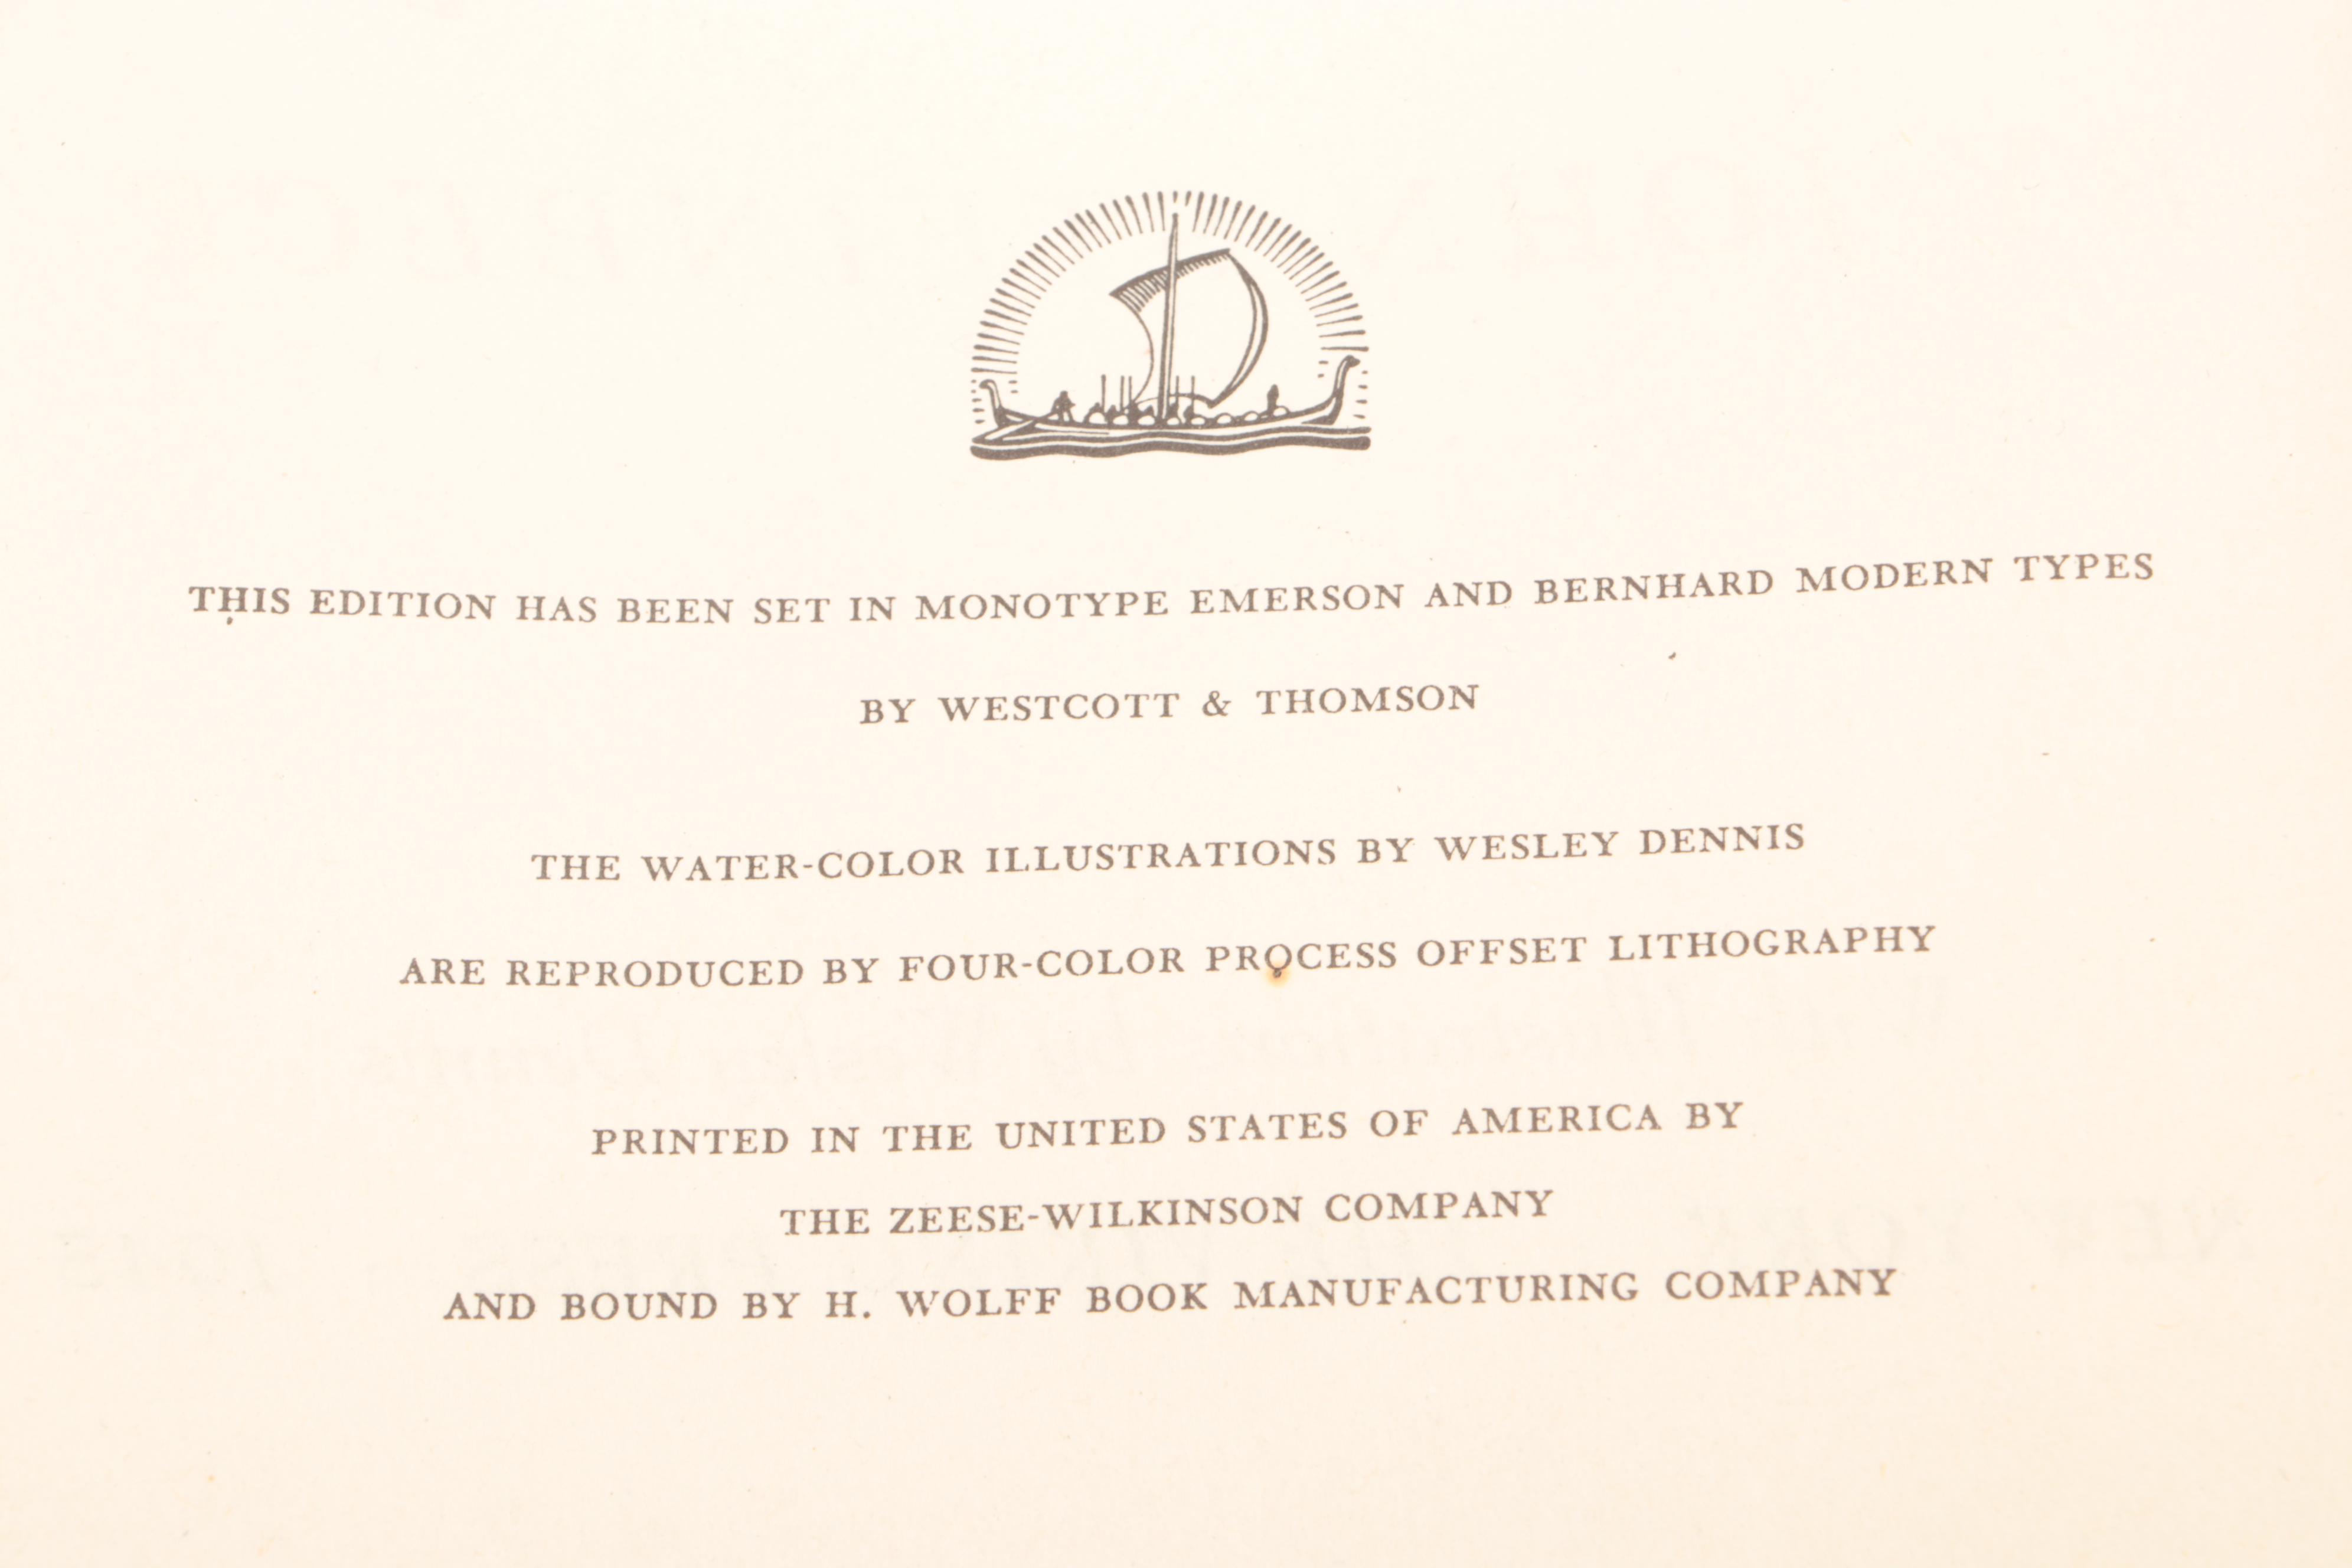 THIS EDITION HAS BEEN SET IN MONOTYPE EMERSON AND BERNHARD MODERN TYPES
BY WESTCOTT & THOMSON
THE WATER-COLOR ILLUSTRATIONS BY WESLEY DENNIS
ARE REPRODUCED BY FOUR-COLOR PROCESS OFFSET LITHOGRAPHY
PRINTED IN THE UNITED STATES OF AMERICA BY
THE ZEESE-WILKINSON COMPANY
AND BOUND BY H. WOLFF BOOK MANUFACTURING COMPANY